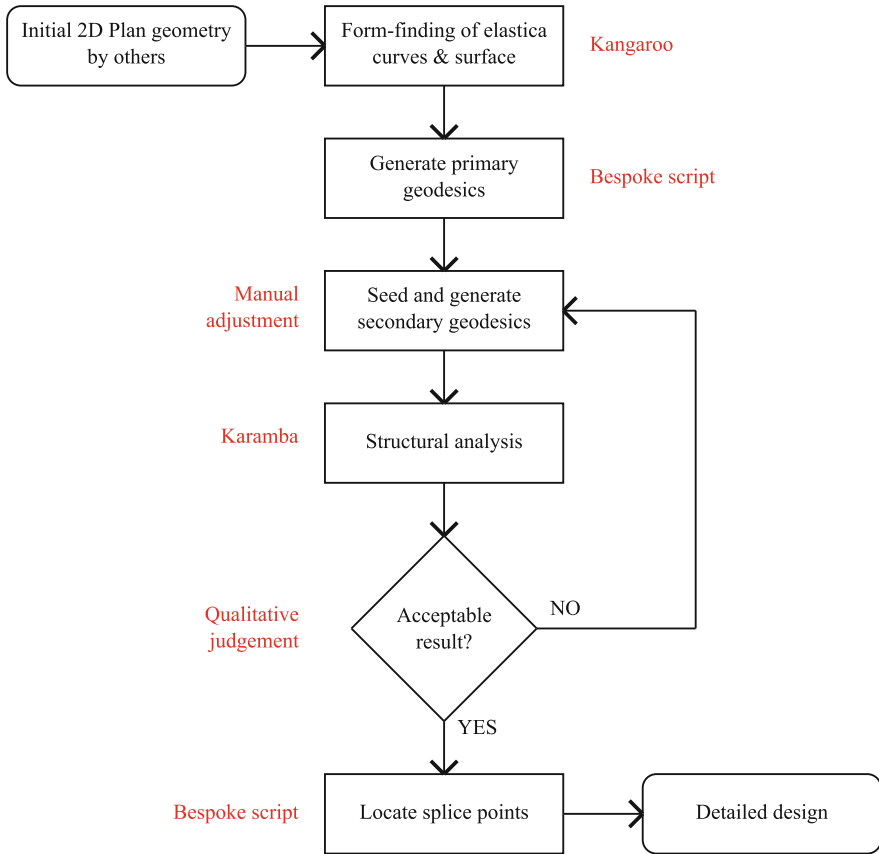 Initial 2D Plan geometry
by others
Form-finding of elastica
curves & surface
Kangaroo
Generate primary
geodesics
Bespoke script
Manual
adjustment
Seed and generate
secondary geodesics
Karamba
Structural analysis
Qualitative
judgement
Acceptable
result?
NO
YES
Bespoke script
Locate splice points
Detailed design